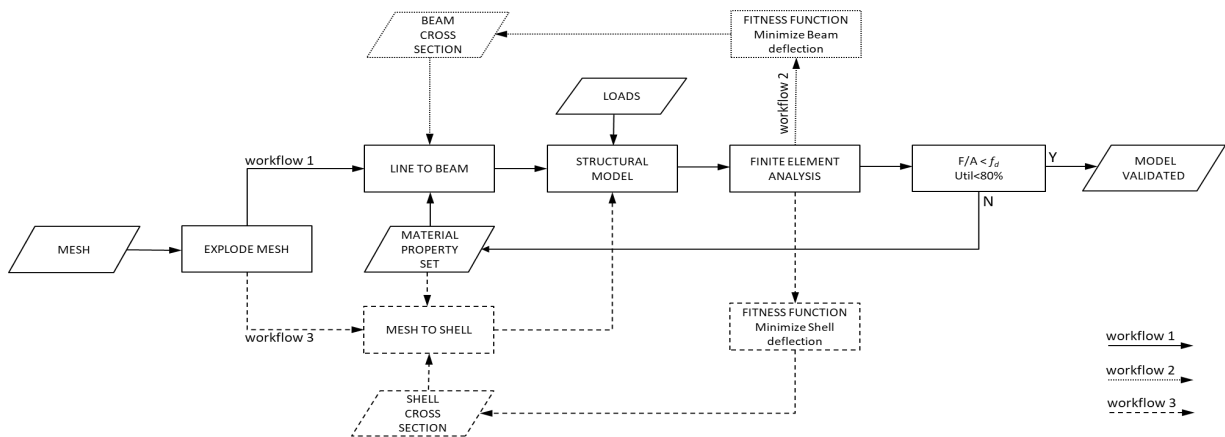 BEAM
CROSS
SECTION
FITNESS FUNCTION
Minimize Beam
deflection
workflow 2
LOADS
workflow 1
LINE TO BEAM
STRUCTURAL
MODEL
FINITE ELEMENT
ANALYSIS
F/A < fd
Util<80%
Y
MODEL
VALIDATED
N
MESH
EXPLODE MESH
MATERIAL
PROPERTY
SET
workflow 3
MESH TO SHELL
FITNESS FUNCTION
Minimize Shell
deflection
SHELL
CROSS
SECTION
workflow 1
workflow 2
workflow 3